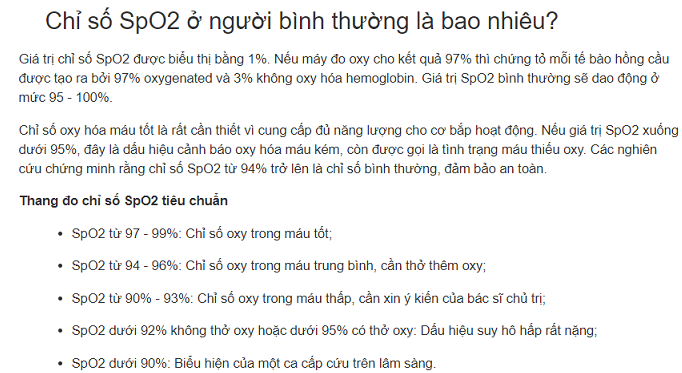 Chỉ số SpO2 ở người bình thường là bao nhiêu?
Giá trị chỉ số SpO2 được biểu thị bằng 1%. Nếu máy đo oxy cho kết quả 97% thì chứng tỏ mỗi tế bào hồng cầu
được tạo ra bởi 97% oxygenated và 3% không oxy hóa hemoglobin. Giá trị SpO2 bình thường sẽ dao động ở
mức 95 - 100%.
Chỉ số oxy hóa máu tốt là rất cần thiết vì cung cấp đủ năng lượng cho cơ bắp hoạt động. Nếu giá trị SpO2 xuống
dưới 95%, đây là dấu hiệu cảnh báo oxy hóa máu kém, còn được gọi là tình trạng máu thiếu oxy. Các nghiên
cứu chứng minh rằng chỉ số SpO2 từ 94% trở lên là chỉ số bình thường, đảm bảo an toàn.
Thang đo chỉ số SpO2 tiêu chuẩn
• SpO2 từ 97 - 99%: Chỉ số oxy trong máu tốt;
• SpO2 từ 94 - 96%: Chỉ số oxy trong máu trung bình, cần thở thêm oxy;
• SpO2 từ 90% - 93%: Chỉ số oxy trong máu thấp, cần xin ý kiến của bác sĩ chủ trị;
• SpO2 dưới 92% không thở oxy hoặc dưới 95% có thở oxy: Dấu hiệu suy hô hấp rất nặng;
• SpO2 dưới 90%: Biểu hiện của một ca cấp cứu trên lâm sàng.